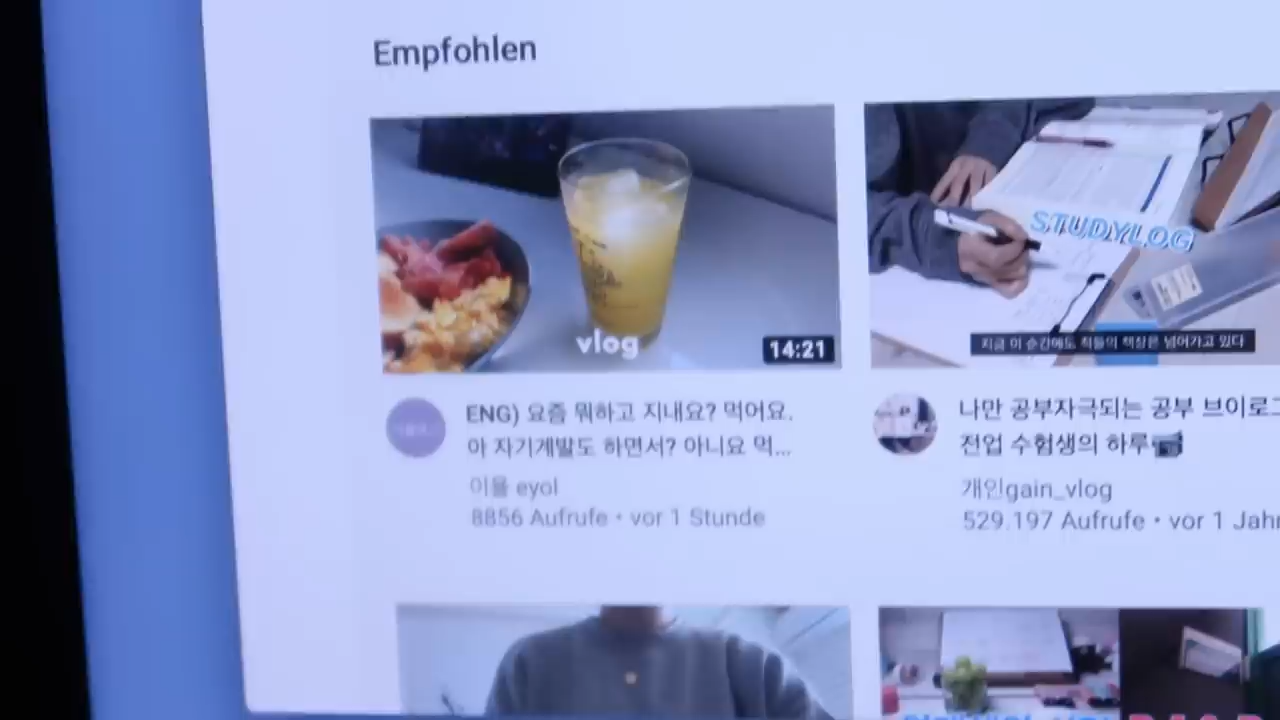 Empfohlen
STUDYLOG
vlog
14:21
지금 이 순간에도 적들의 책상은 넘어가고 있다
ENG) 요즘 뭐하고 지내요? 먹어요.
아 자기계발도 하면서? 아니요 먹...
이율 eyol
8856 Aufrufe • vor 1 Stunde
나만 공부자극되는 공부 브이로그
전업 수험생의 하루
개인gain_vlog
529.197 Aufrufe • vor 1 Jahr